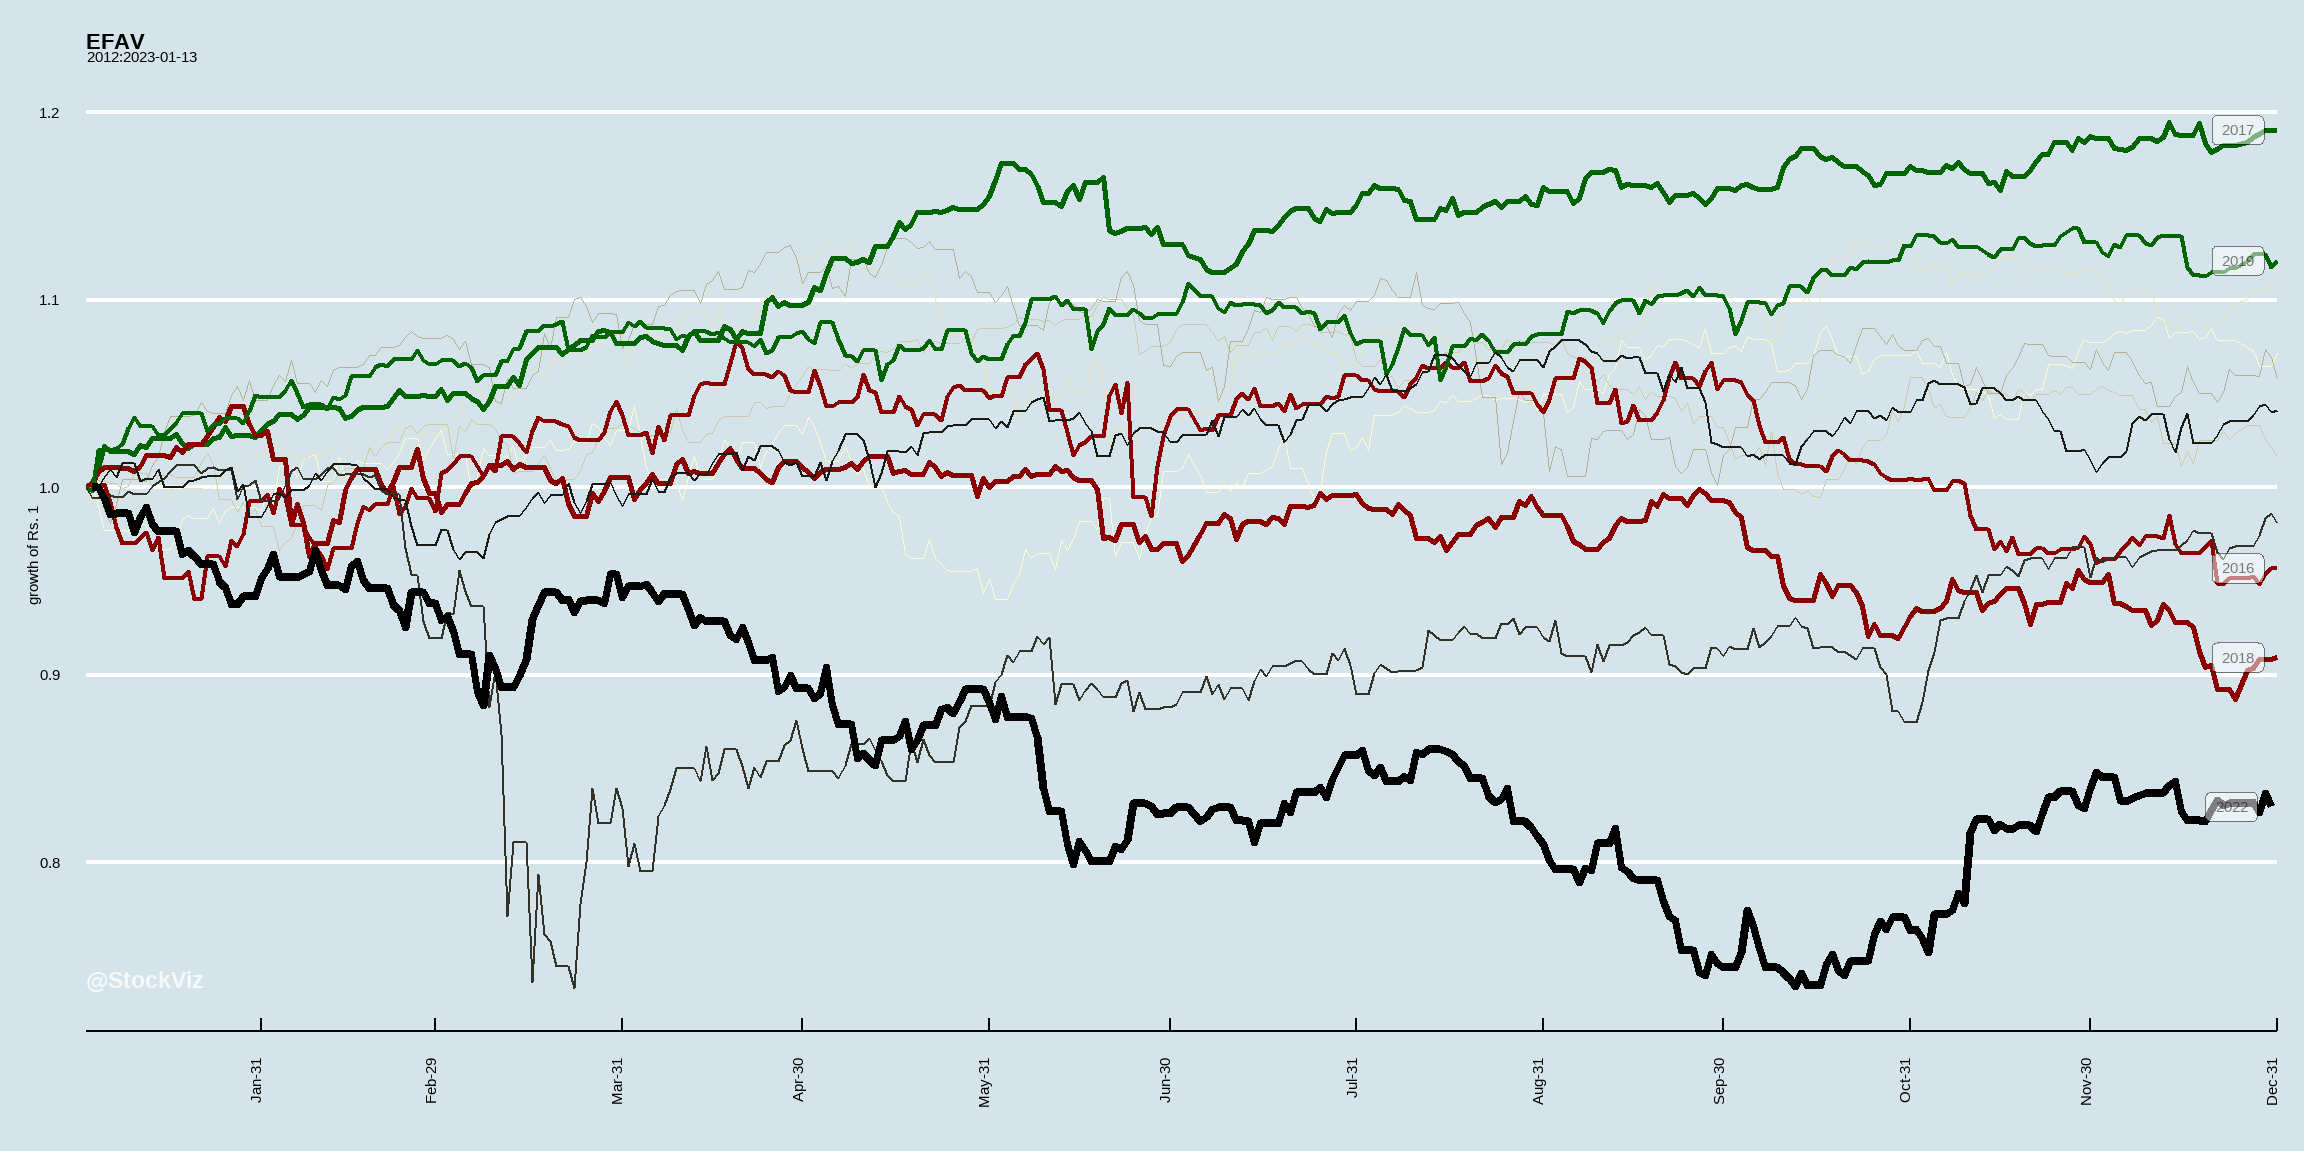 EFAV
2012:2023-01-13
1.2
1.1
1.0
0.9
0.8
growth of Rs. 1
2017
2019
2016
2018
2022
@StockViz
Jan-31
Feb-29
Mar-31
Apr-30
May-31
Jun-30
Jul-31
Aug-31
Sep-30
Oct-31
Nov-30
Dec-31